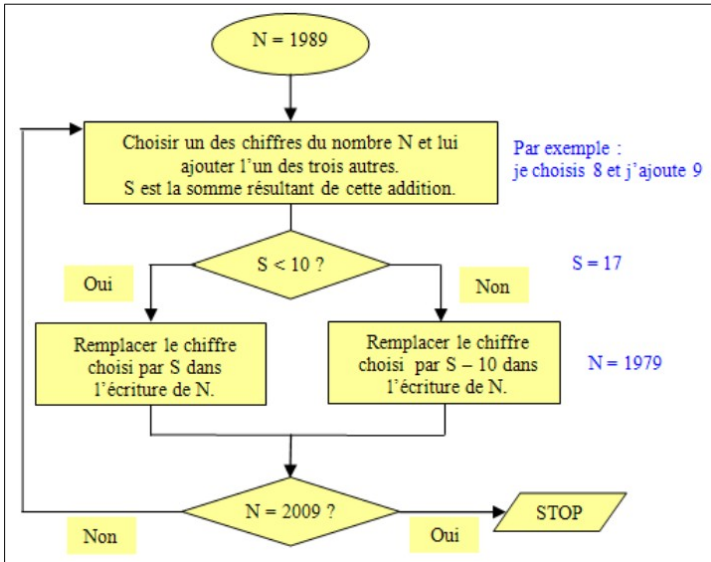 N = 1989
Choisir un des chiffres du nombre N et lui
ajouter l’un des trois autres.
S est la somme résultant de cette addition.
Par exemple :
je choisis 8 et j’ajoute 9
S < 10 ?
S = 17
Oui
Non
Remplacer le chiffre
choisi par S dans
l’écriture de N.
Remplacer le chiffre
choisi par S – 10 dans
l’écriture de N.
N = 1979
N = 2009 ?
STOP
Non
Oui